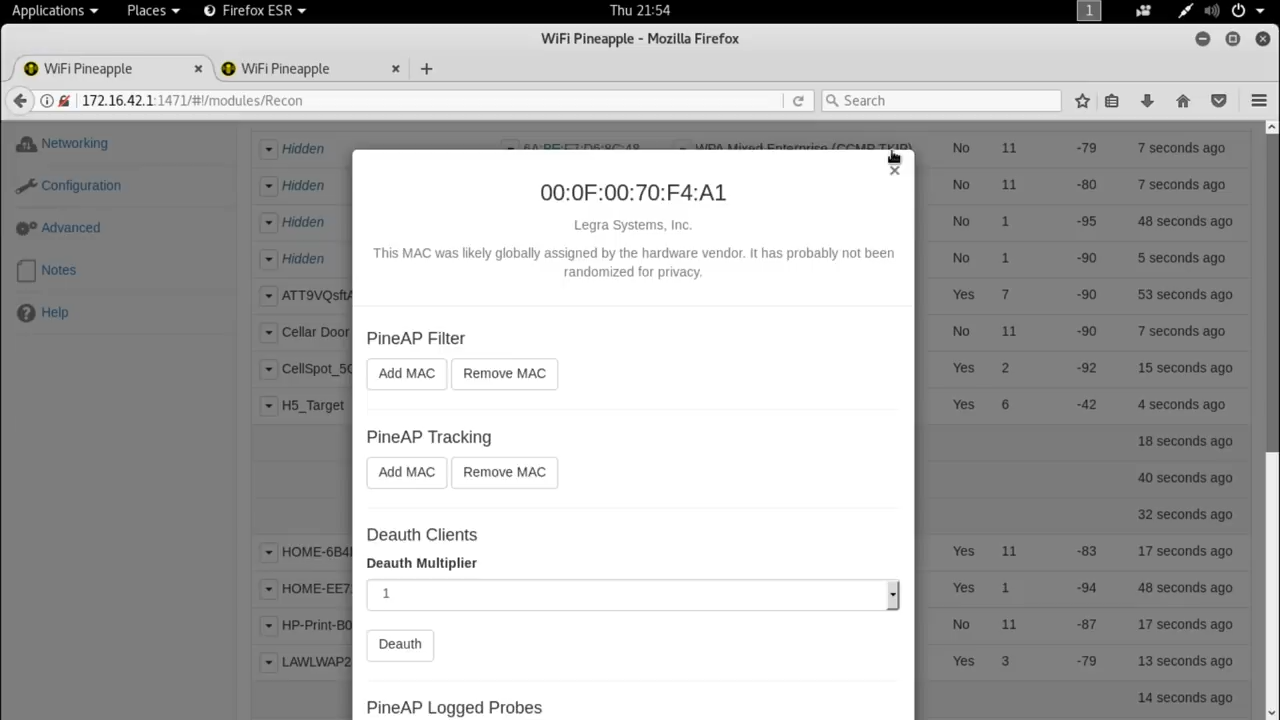 Applications Places Firefox ESR Thu 21:54 1
WiFi Pineapple - Mozilla Firefox
WiFi Pineapple WiFi Pineapple
172.16.42.1:1471/#!/modules/Recon Search
Networking
Configuration
Advanced
Notes
Help
Hidden WPA Mixed Enterprise (CCMP TKIP) No 11 -79 7 seconds ago
Hidden No 11 -80 7 seconds ago
Hidden No 1 -95 48 seconds ago
Hidden No 1 -90 5 seconds ago
ATT9VQsftA Yes 7 -90 53 seconds ago
Cellar Door No 11 -90 7 seconds ago
CellSpot_5 Yes 2 -92 15 seconds ago
H5_Target Yes 6 -42 4 seconds ago
18 seconds ago
40 seconds ago
32 seconds ago
HOME-6B4 Yes 11 -83 17 seconds ago
HOME-EE7 Yes 1 -94 48 seconds ago
HP-Print-B0 No 11 -87 17 seconds ago
LAWLWAP2 Yes 3 -79 13 seconds ago
14 seconds ago
×
00:0F:00:70:F4:A1
Legra Systems, Inc.
This MAC was likely globally assigned by the hardware vendor. It has probably not been
randomized for privacy.
PineAP Filter
Add MAC Remove MAC
PineAP Tracking
Add MAC Remove MAC
Deauth Clients
Deauth Multiplier
1
Deauth
PineAP Logged Probes